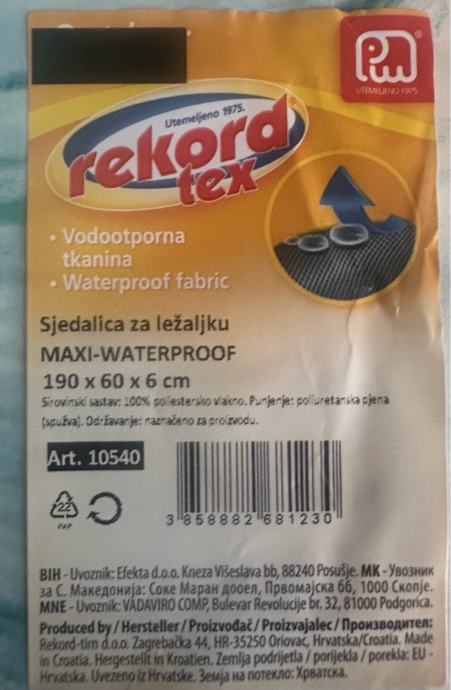 PM®
UTEMELJENO 1975.
Utemeljeno 1975.
rekord®
tex
• Vodootporna
tkanina
• Waterproof fabric
Sjedalica za ležaljku
MAXI-WATERPROOF
190 x 60 x 6 cm
Sirovinski sastav: 100% poliestersko vlakno. Punjenje: poliuretanska pjena
(spužva). Održavanje: naznačeno za proizvodu.
Art. 10540
22
PAP
3 858882 681230
BIH - Uvoznik: Efekta d.o.o. Kneza Višeslava bb, 88240 Posušje. MK - Увозник
за С. Македонија: Соке Маран дооел, Првомајска бб, 1000 Скопје.
MNE - Uvoznik: VADAVIRO COMP, Bulevar Revolucije br. 32, 81000 Podgorica.
Produced by / Hersteller / Proizvođač / Proizvajalec / Производител:
Rekord-tim d.o.o. Zagrebačka 44, HR-35250 Oriovac, Hrvatska/Croatia. Made
in Croatia. Hergestellt in Kroatien. Zemlja podrijetla / porijekla / porekla: EU -
Hrvatska. Uvezeno iz Hrvatske. Земја на потекло: Хрватска.